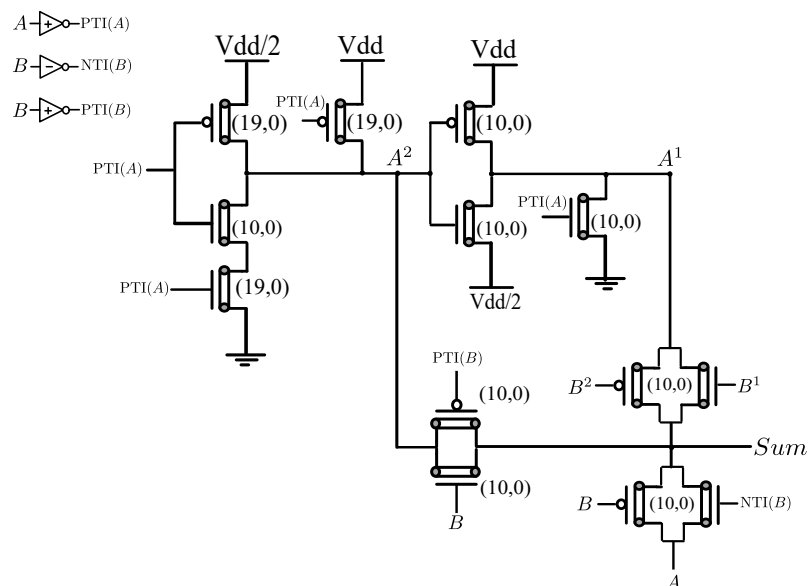 A + PTI(A)
B − NTI(B)
B + PTI(B)
Vdd/2
Vdd
Vdd
PTI(A)
(19,0)
(19,0)
(10,0)
PTI(A)
A²
A¹
(10,0)
(10,0)
PTI(A)
(10,0)
PTI(A)
(19,0)
Vdd/2
PTI(B)
(10,0)
B²
(10,0)
B¹
Sum
(10,0)
B
B
(10,0)
NTI(B)
A